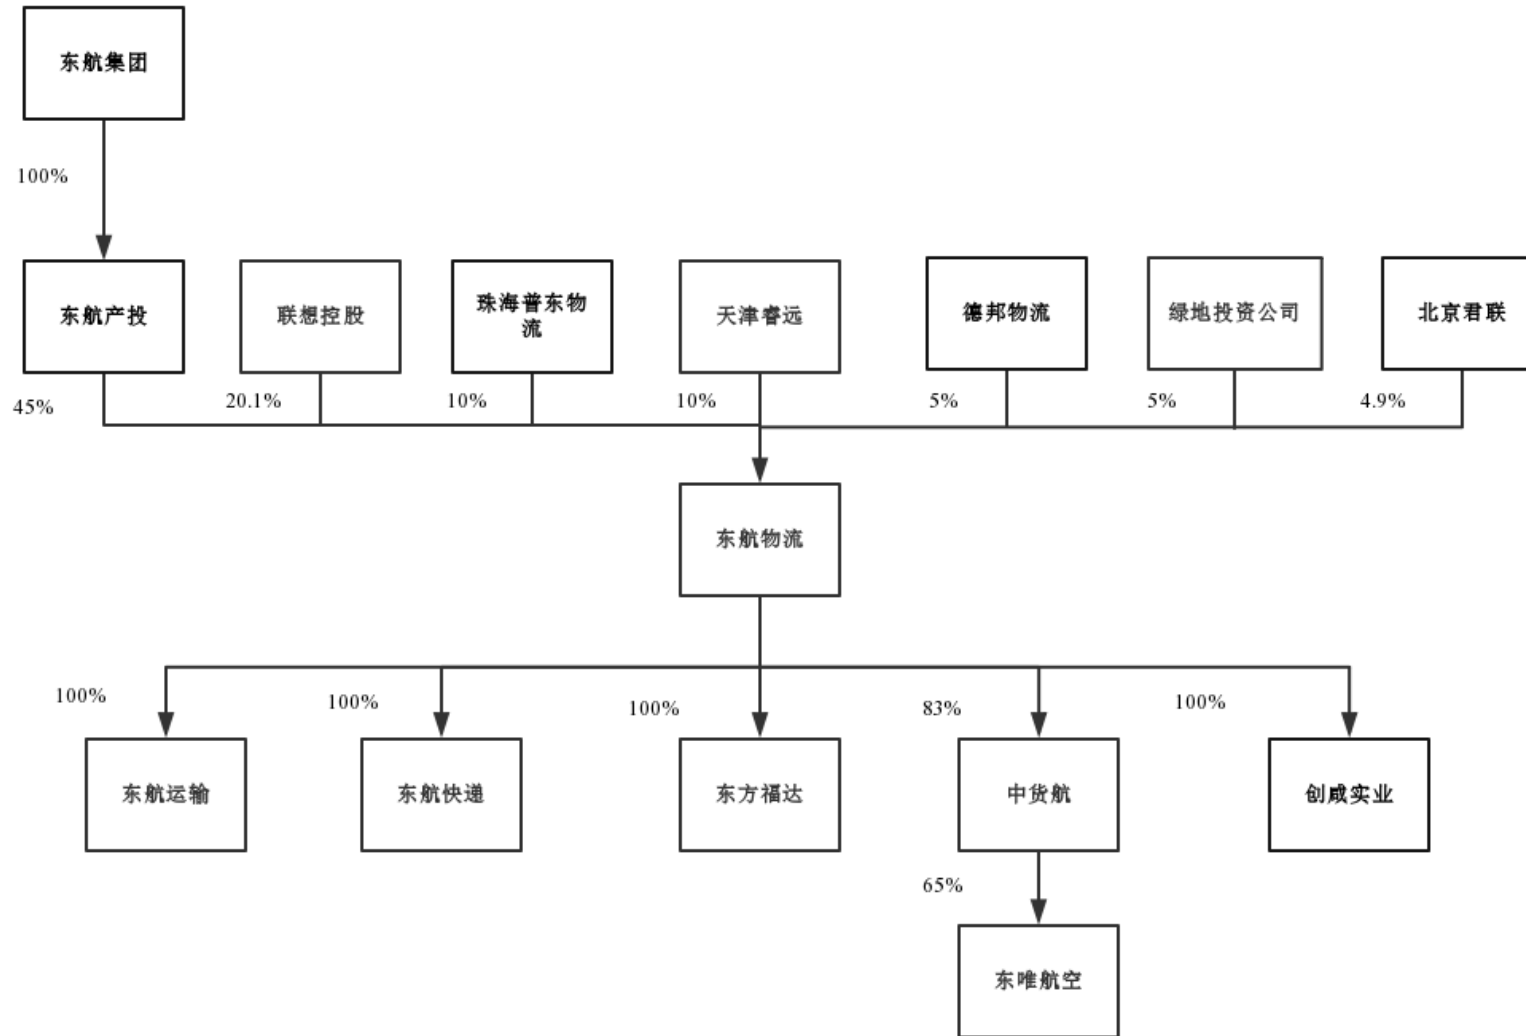 东航集团
100%
东航产投
联想控股
珠海普东物
流
天津睿远
德邦物流
绿地投资公司
北京君联
45%
20.1%
10%
10%
5%
5%
4.9%
东航物流
100%
100%
100%
83%
100%
东航运输
东航快递
东方福达
中货航
创咸实业
65%
东唯航空